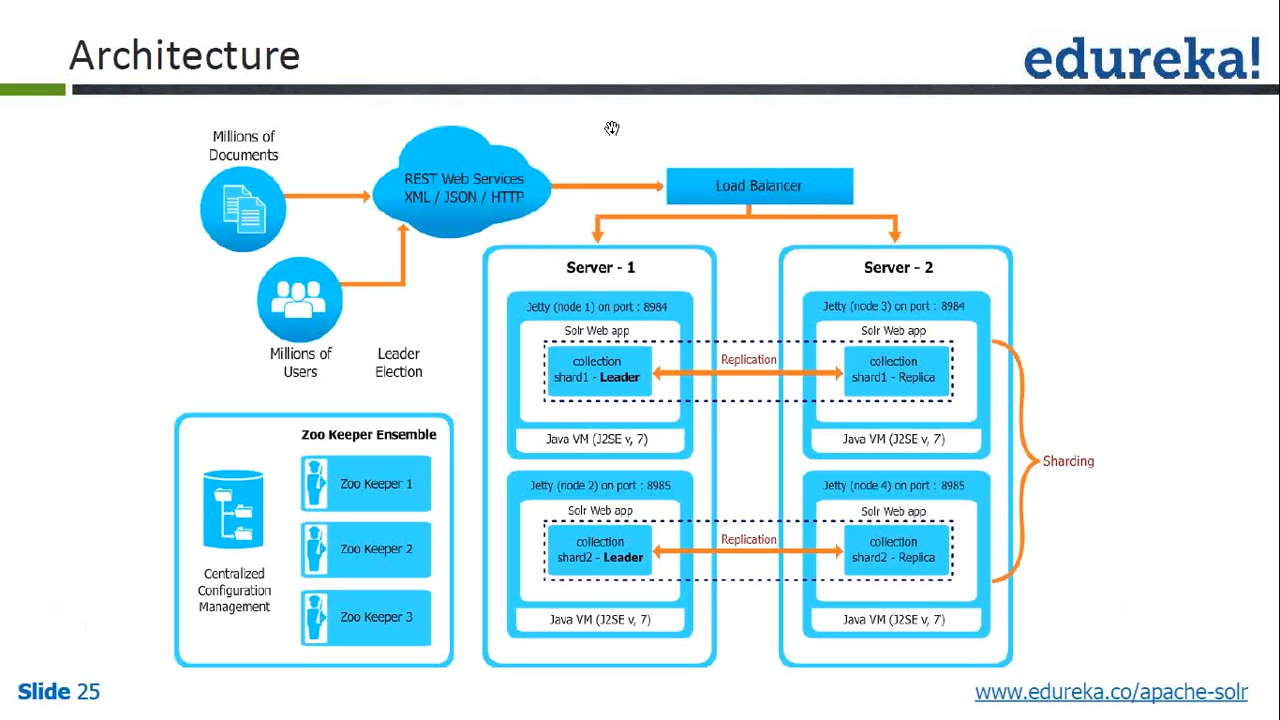 Architecture
edureka!
Millions of
Documents
REST Web Services
XML / JSON / HTTP
Load Balancer
Millions of
Users
Leader
Election
Server - 1
Jetty (node 1) on port : 8984
Solr Web app
collection
shard1 - Leader
Java VM (J2SE v, 7)
Jetty (node 2) on port : 8985
Solr Web app
collection
shard2 - Leader
Java VM (J2SE v, 7)
Replication
Replication
Server - 2
Jetty (node 3) on port : 8984
Solr Web app
collection
shard1 - Replica
Java VM (J2SE v, 7)
Jetty (node 4) on port : 8985
Solr Web app
collection
shard2 - Replica
Java VM (J2SE v, 7)
Sharding
Zoo Keeper Ensemble
Zoo Keeper 1
Zoo Keeper 2
Zoo Keeper 3
Centralized
Configuration
Management
Slide 25
www.edureka.co/apache-solr